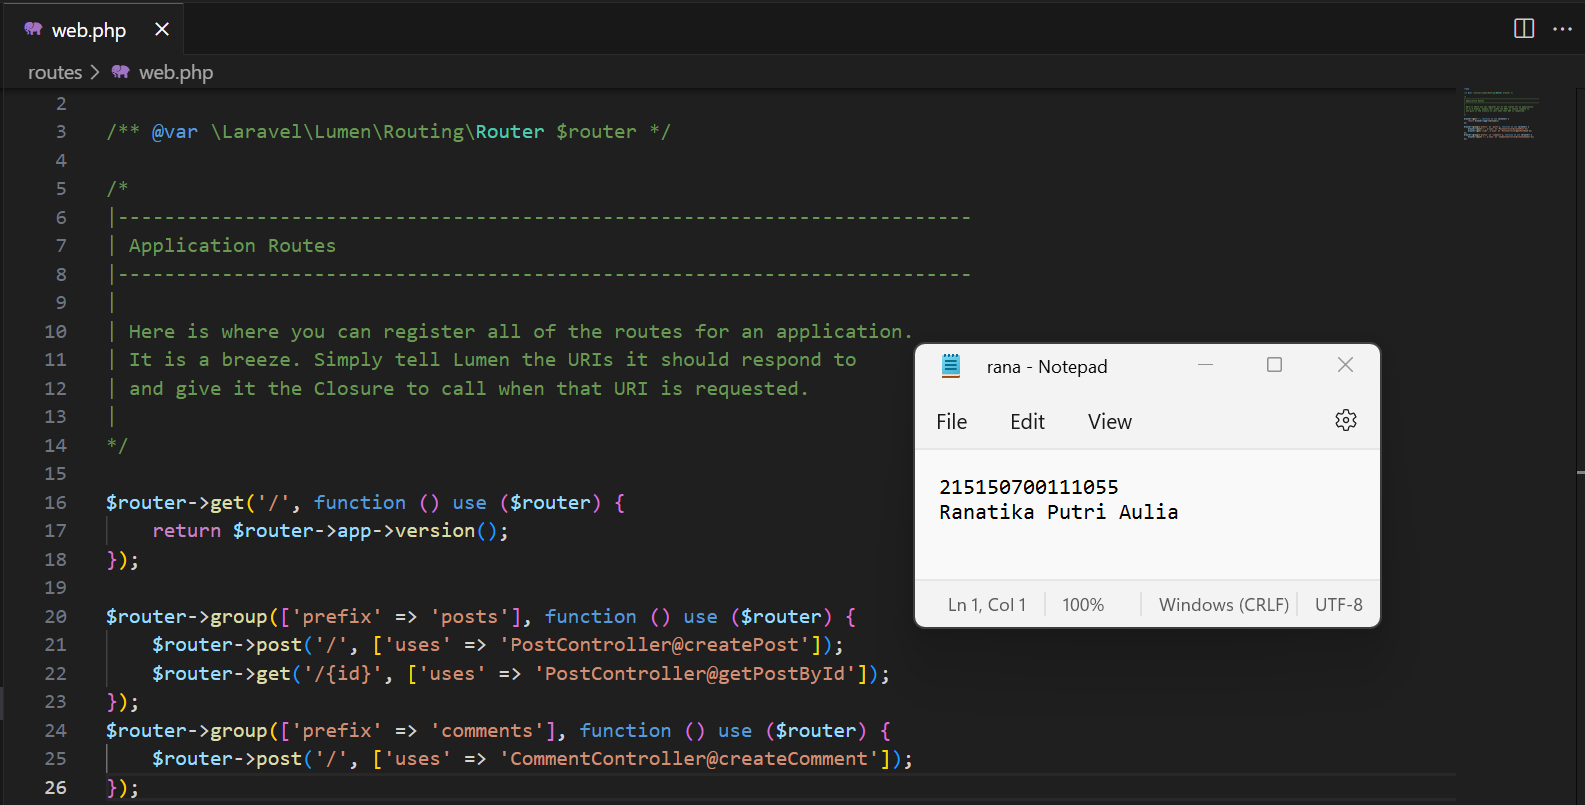 web.php
routes > web.php
2
3 /** @var \Laravel\Lumen\Routing\Router $router */
4
5 /*
6 |--------------------------------------------------------------------------
7 | Application Routes
8 |--------------------------------------------------------------------------
9 |
10 | Here is where you can register all of the routes for an application.
11 | It is a breeze. Simply tell Lumen the URIs it should respond to
12 | and give it the Closure to call when that URI is requested.
13 |
14 */
15
16 $router->get('/', function () use ($router) {
17     return $router->app->version();
18 });
19
20 $router->group(['prefix' => 'posts'], function () use ($router) {
21     $router->post('/', ['uses' => 'PostController@createPost']);
22     $router->get('/{id}', ['uses' => 'PostController@getPostById']);
23 });
24 $router->group(['prefix' => 'comments'], function () use ($router) {
25     $router->post('/', ['uses' => 'CommentController@createComment']);
26 });
rana - Notepad
File Edit View
215150700111055
Ranatika Putri Aulia
Ln 1, Col 1 100% Windows (CRLF) UTF-8